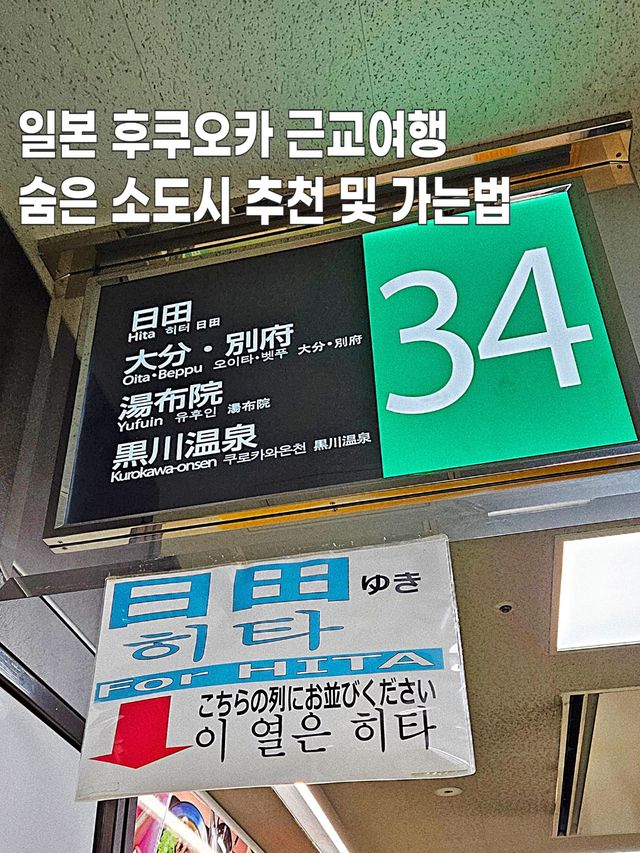 일본 후쿠오카 근교여행
숨은 소도시 추천 및 가는법
日田
Hita 히터 日田
大分・別府
Oita・Beppu 오이타・벳푸 大分・別府
湯布院
Yufuin 유후인 湯布院
黒川温泉
Kurokawa-onsen 쿠로카와온천 黒川温泉
34
日田 ゆき
히타
For HITA
こちらの列にお並びください
이 열은 히타